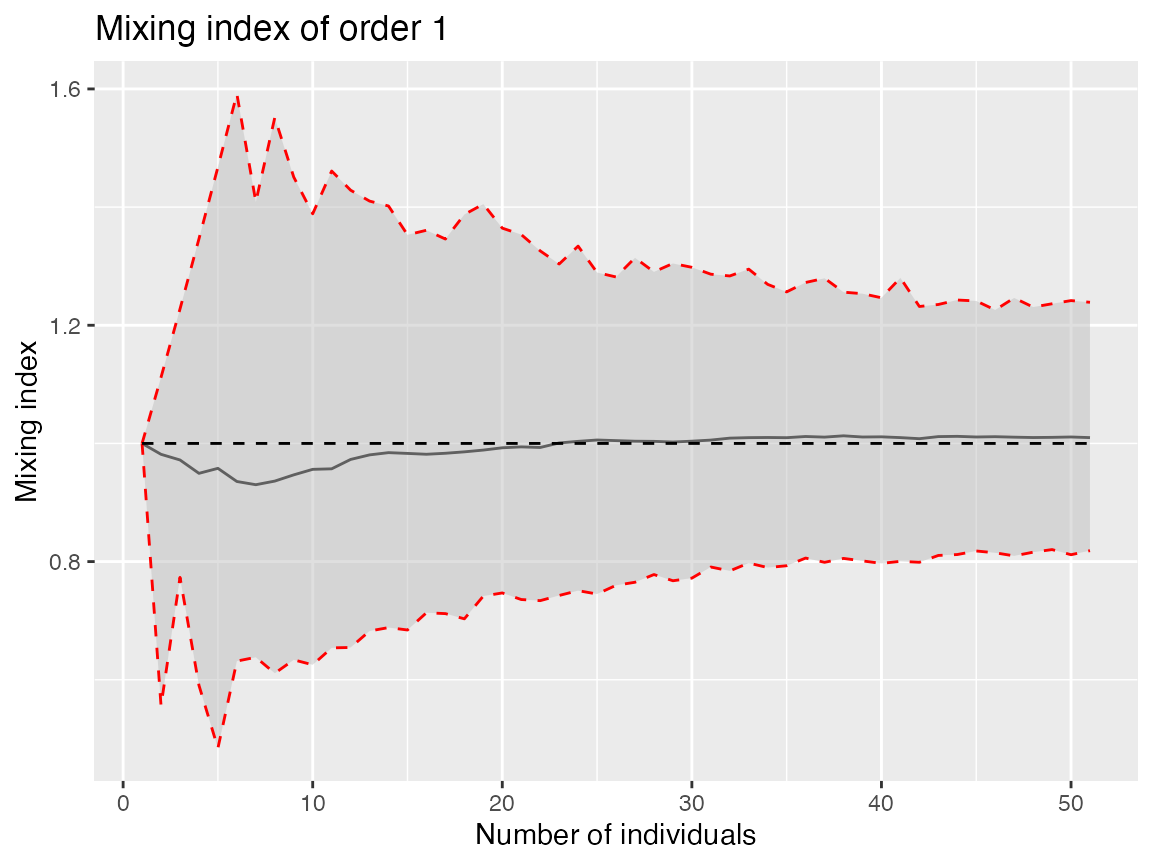 Mixing index of order 1
Mixing index
1.6
1.2
0.8
0 10 20 30 40 50
Number of individuals